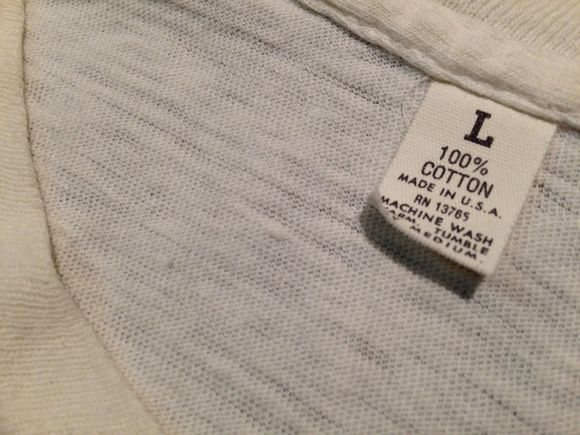 L
100%
COTTON
MADE IN U.S.A.
RN 13765
MACHINE WASH
WARM. TUMBLE
MEDIUM.